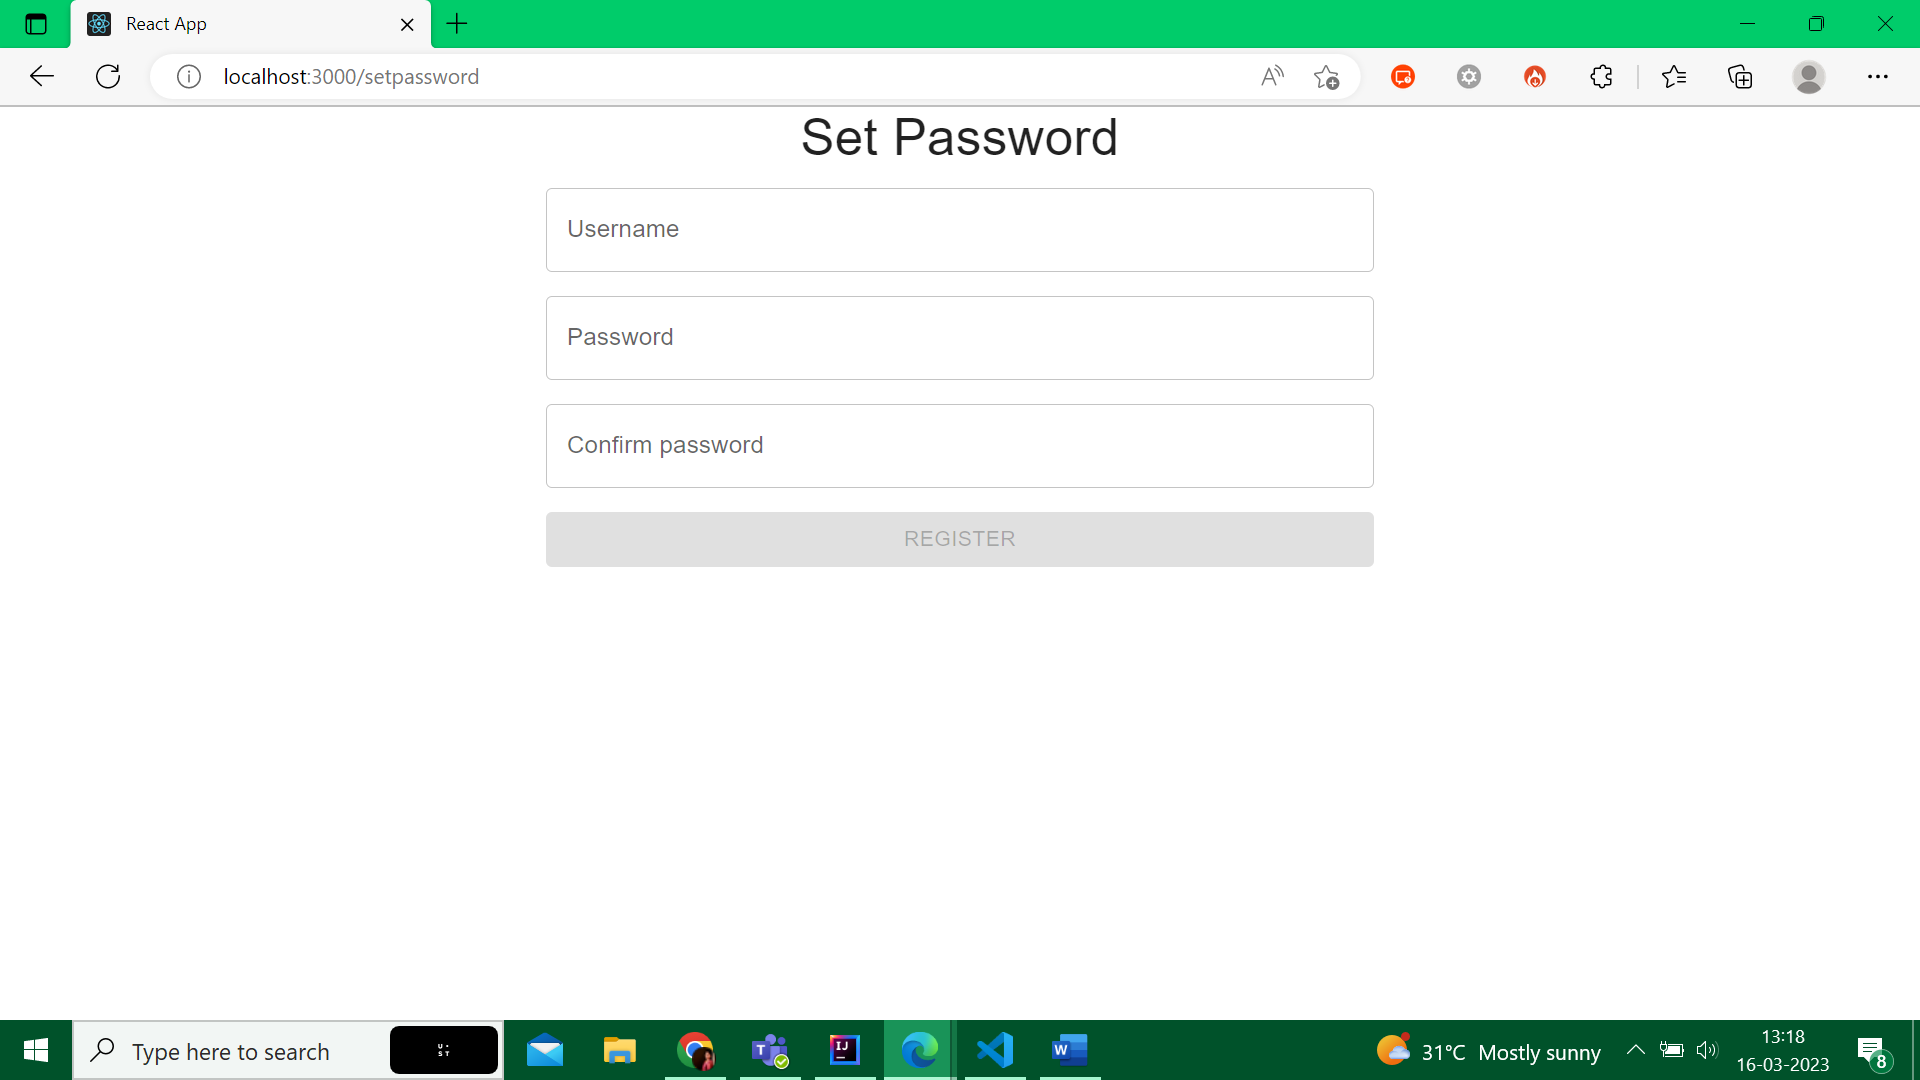 React App
localhost:3000/setpassword
Set Password
Username
Password
Confirm password
REGISTER
Type here to search
U •
S T
31°C Mostly sunny
13:18
16-03-2023
8